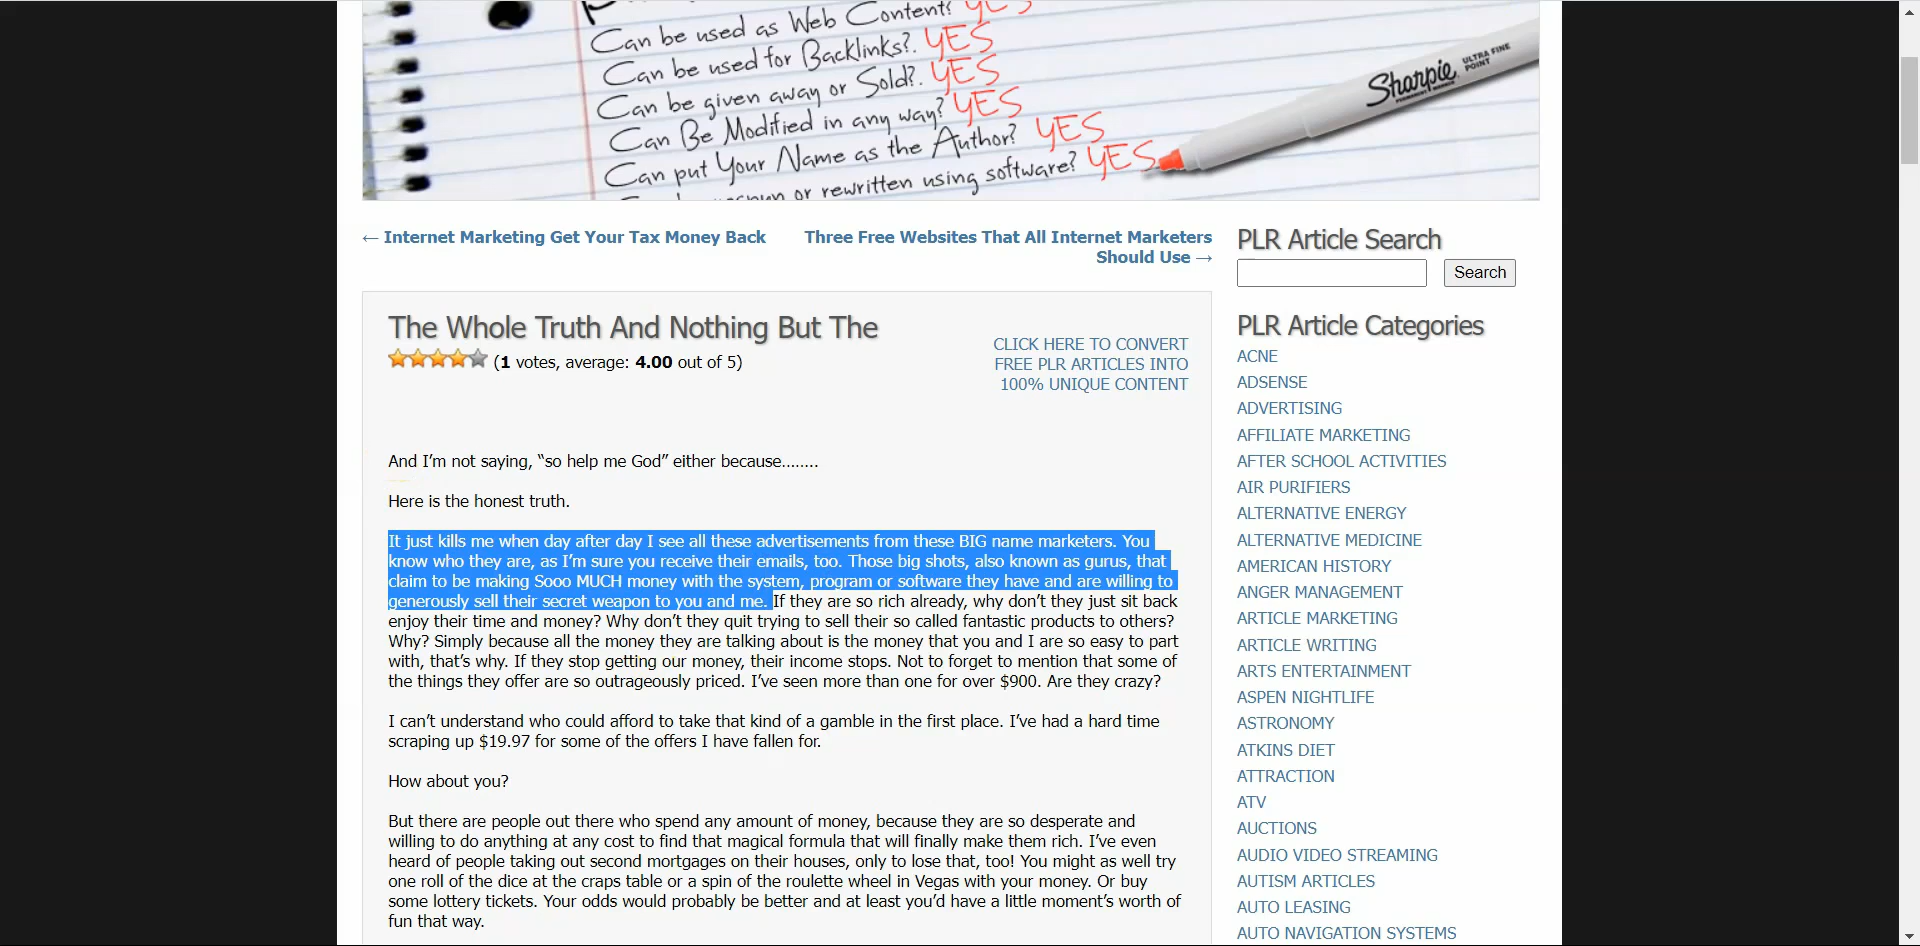 Can be used as Web Content? YES
Can be used for Backlinks?. YES
Can be given away or Sold?. YES
Can Be Modified in any way? YES
Can put Your Name as the Author? YES
or rewritten using software? YES
Sharpie
ULTRA FINE
POINT
← Internet Marketing Get Your Tax Money Back
Three Free Websites That All Internet Marketers
Should Use →
The Whole Truth And Nothing But The
(1 votes, average: 4.00 out of 5)
CLICK HERE TO CONVERT
FREE PLR ARTICLES INTO
100% UNIQUE CONTENT
And I’m not saying, “so help me God” either because……..
Here is the honest truth.
It just kills me when day after day I see all these advertisements from these BIG name marketers. You
know who they are, as I’m sure you receive their emails, too. Those big shots, also known as gurus, that
claim to be making Sooo MUCH money with the system, program or software they have and are willing to
generously sell their secret weapon to you and me. If they are so rich already, why don’t they just sit back
enjoy their time and money? Why don’t they quit trying to sell their so called fantastic products to others?
Why? Simply because all the money they are talking about is the money that you and I are so easy to part
with, that’s why. If they stop getting our money, their income stops. Not to forget to mention that some of
the things they offer are so outrageously priced. I’ve seen more than one for over $900. Are they crazy?
I can’t understand who could afford to take that kind of a gamble in the first place. I’ve had a hard time
scraping up $19.97 for some of the offers I have fallen for.
How about you?
But there are people out there who spend any amount of money, because they are so desperate and
willing to do anything at any cost to find that magical formula that will finally make them rich. I’ve even
heard of people taking out second mortgages on their houses, only to lose that, too! You might as well try
one roll of the dice at the craps table or a spin of the roulette wheel in Vegas with your money. Or buy
some lottery tickets. Your odds would probably be better and at least you’d have a little moment’s worth of
fun that way.
PLR Article Search
Search
PLR Article Categories
ACNE
ADSENSE
ADVERTISING
AFFILIATE MARKETING
AFTER SCHOOL ACTIVITIES
AIR PURIFIERS
ALTERNATIVE ENERGY
ALTERNATIVE MEDICINE
AMERICAN HISTORY
ANGER MANAGEMENT
ARTICLE MARKETING
ARTICLE WRITING
ARTS ENTERTAINMENT
ASPEN NIGHTLIFE
ASTRONOMY
ATKINS DIET
ATTRACTION
ATV
AUCTIONS
AUDIO VIDEO STREAMING
AUTISM ARTICLES
AUTO LEASING
AUTO NAVIGATION SYSTEMS